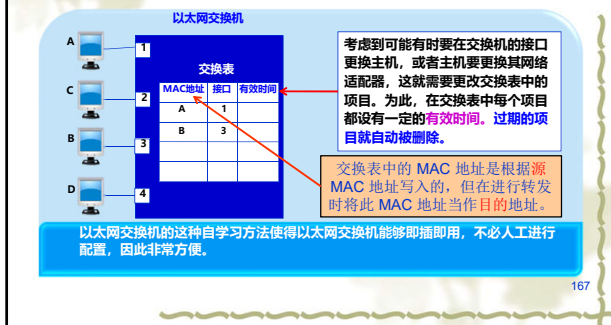 以太网交换机
A
1
交换表
MAC地址 接口 有效时间
C
2
A 1
B 3
B
3
D
4
考虑到可能有时要在交换机的接口
更换主机，或者主机要更换其网络
适配器，这就需要更改交换表中的
项目。为此，在交换表中每个项目
都设有一定的有效时间。过期的项
目就自动被删除。
交换表中的 MAC 地址是根据源
MAC 地址写入的，但在进行转发
时将此 MAC 地址当作目的地址。
以太网交换机的这种自学习方法使得以太网交换机能够即插即用，不必人工进行
配置，因此非常方便。
167